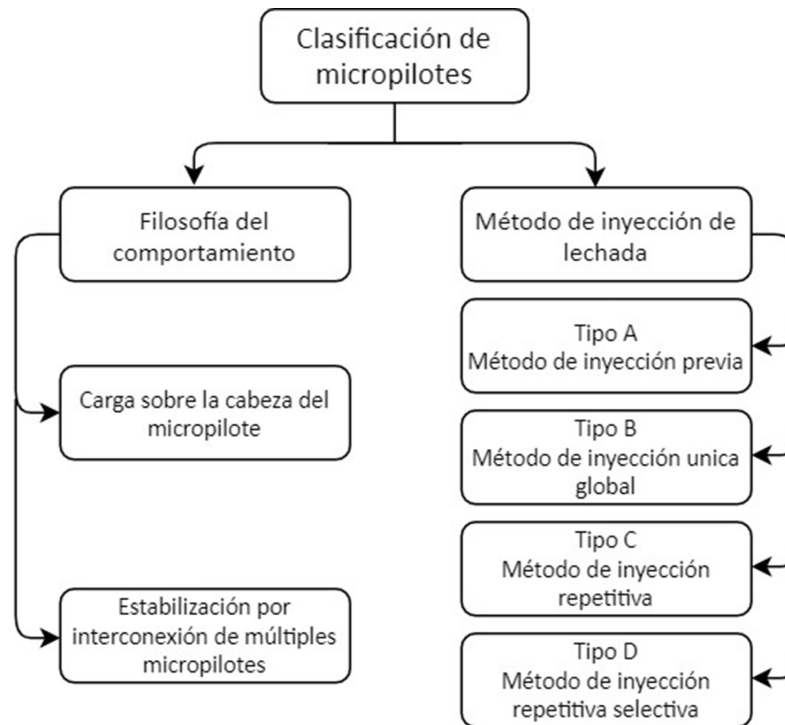 Clasificación de
micropilotes
Filosofía del
comportamiento
Carga sobre la cabeza del
micropilote
Estabilización por
interconexión de múltiples
micropilotes
Método de inyección de
lechada
Tipo A
Método de inyección previa
Tipo B
Método de inyección unica
global
Tipo C
Método de inyección
repetitiva
Tipo D
Método de inyección
repetitiva selectiva